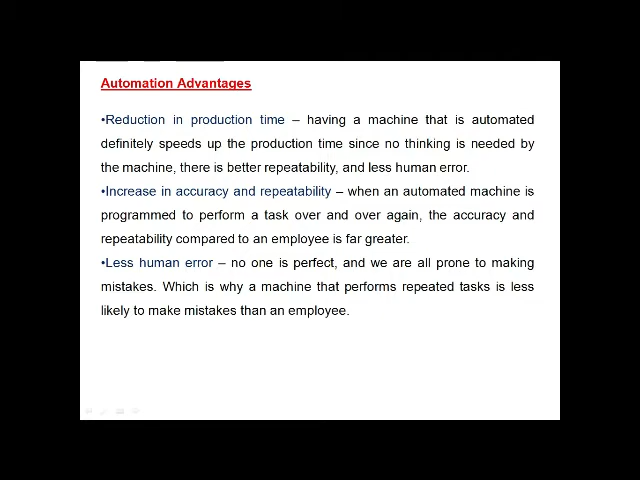 Automation Advantages
•Reduction in production time – having a machine that is automated
definitely speeds up the production time since no thinking is needed by
the machine, there is better repeatability, and less human error.
•Increase in accuracy and repeatability – when an automated machine is
programmed to perform a task over and over again, the accuracy and
repeatability compared to an employee is far greater.
•Less human error – no one is perfect, and we are all prone to making
mistakes. Which is why a machine that performs repeated tasks is less
likely to make mistakes than an employee.